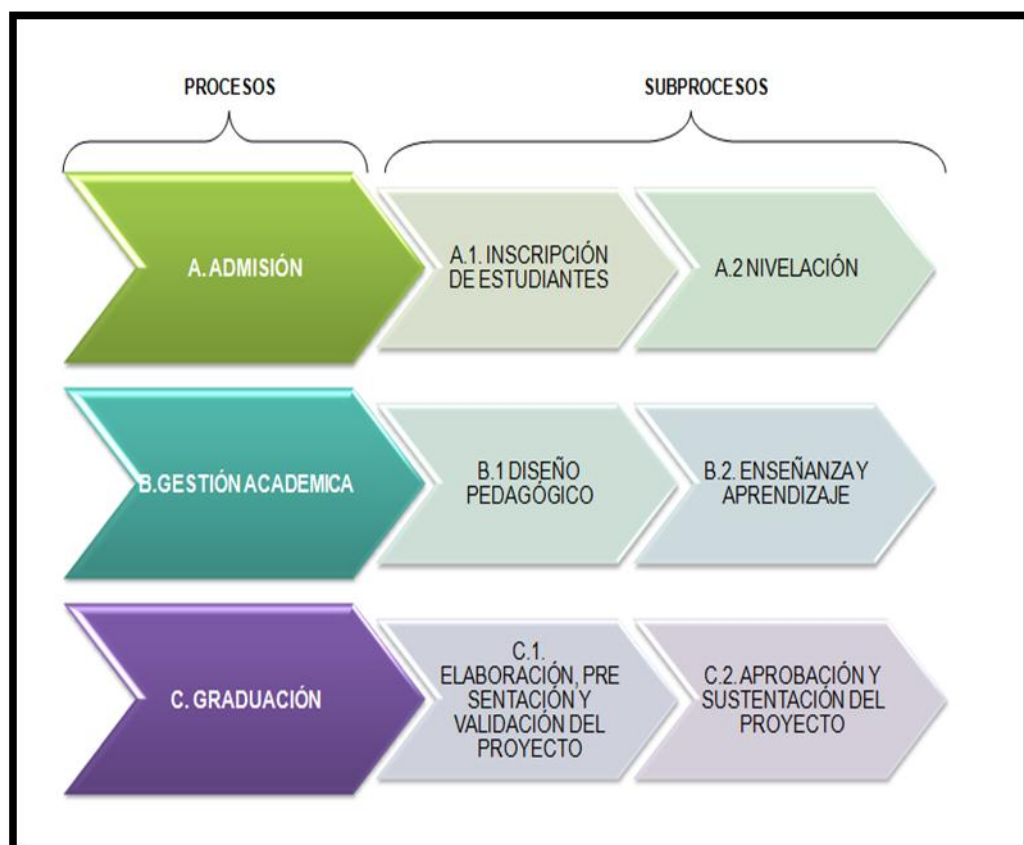 PROCESOS
SUBPROCESOS
A. ADMISIÓN
A.1. INSCRIPCIÓN
DE ESTUDIANTES
A.2 NIVELACIÓN
B.GESTIÓN ACADEMICA
B.1 DISEÑO
PEDAGÓGICO
B.2. ENSEÑANZA Y
APRENDIZAJE
C. GRADUACIÓN
C.1.
ELABORACIÓN, PRE
SENTACIÓN Y
VALIDACIÓN DEL
PROYECTO
C.2. APROBACIÓN Y
SUSTENTACIÓN DEL
PROYECTO